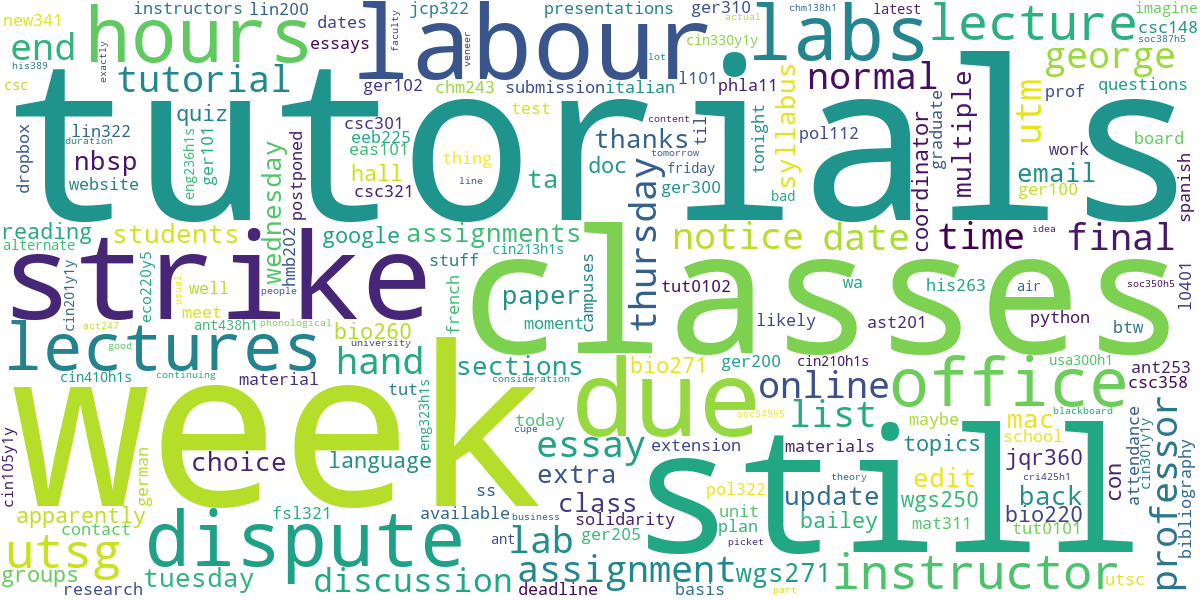 new341
instructors
lin200
jcp322
presentations
ger310
chm138h1
latest
imagine
csc148
soc387h5
his389
end
hours
dates
essays
exactly
faculty
labour
veneer
lot
actual
cin330y1y
labs
lecture
george
csc
tutorial
ger102
chm243
submission
italian
l101
phla11
normal
multiple
utm
prof
questions
tutorials
quiz
csc301
test
content
thanks
til
syllabus
pol112
graduate
work
board
dropbox
lin322
duration
nbsp
website
eng236h1s
ger101
wednesday
postponed
eeb225
eas101
hall
csc321
thing
line
ta
doc
tomorrow
friday
ger300
thursday
tonight
bad
coordinator
email
ger100
spanish
reading
alternate
students
hmb202
google
assignments
cin213h1s
stuff
notice
date
time
idea
final
strike
cin201y1y
eco220y5
usual
well
meet
people
french
classes
paper
moment
campuses
tut0102
wa
his263
air
soc350h5
l0401
likely
ast201
python
btw
act247
good
ant438h1
phonological
university
bio260
lectures
hand
sections
bio271
ger200
cin210h1s
usa300h1
ant253
csc358
cin410h1s
continuing
material
tut
eng323h1s
consideration
due
online
office
week
today
cupe
soc349h5
list
maybe
mac
school
blackboard
cin105y1y
german
choice
language
essay
extension
materials
topics
jqr360
attendance
cin301y1y
professor
bibliography
still
extra
ss
pol322
theory
update
edit
cri425h1
back
con
apparently
contact
fsl321
available
business
class
solidarity
unit
plan
bailey
wgs250
mat311
bio220
tut0101
utsg
dispute
ant
lab
ger205
picket
groups
research
tuesday
discussion
deadline
assignment
basis
wgs271
part
instructor
utsc